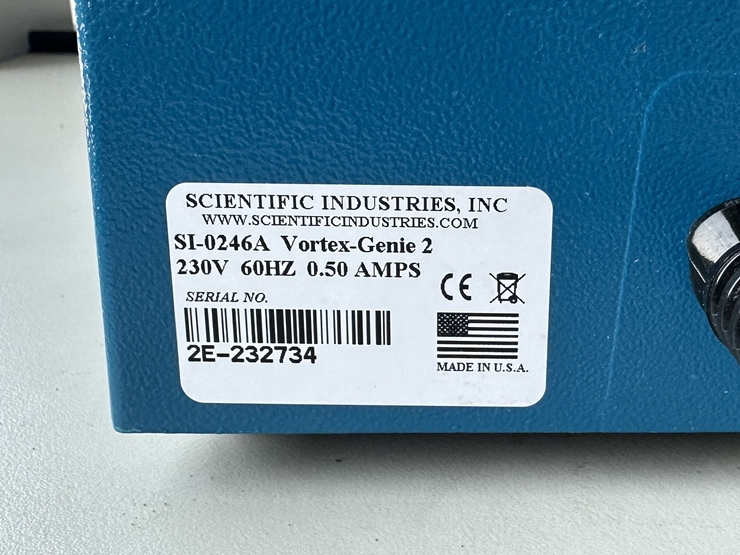 SCIENTIFIC INDUSTRIES, INC
WWW.SCIENTIFICINDUSTRIES.COM
SI-0246A Vortex-Genie 2
230V 60HZ 0.50 AMPS
CE
SERIAL NO.
2E-232734
MADE IN U.S.A.